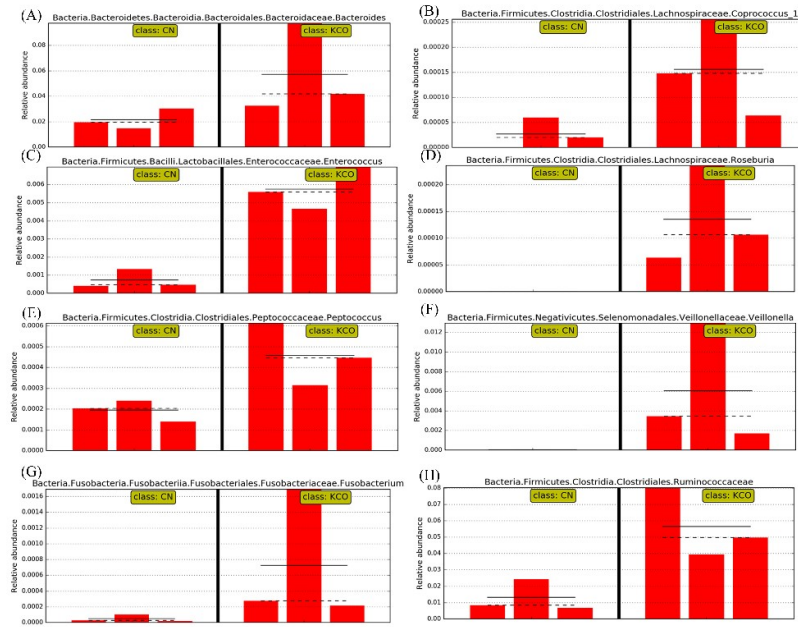 (A)
Bacteria.Bacteroidetes.Bacteroidia.Bacteroidales.Bacteroidaceae.Bacteroides
class: CN
class: KCO
Relative abundance
0.08
0.06
0.04
0.02
0.00
(B)
Bacteria.Firmicutes.Clostridia.Clostridiales.Lachnospiraceae.Coprococcus_1
class: CN
class: KCO
Relative abundance
0.00025
0.00020
0.00015
0.00010
0.00005
0.00000
(C)
Bacteria.Firmicutes.Bacilli.Lactobacillales.Enterococcaceae.Enterococcus
class: CN
class: KCO
Relative abundance
0.006
0.005
0.004
0.003
0.002
0.001
0.000
(D)
Bacteria.Firmicutes.Clostridia.Clostridiales.Lachnospiraceae.Roseburia
class: CN
class: KCO
Relative abundance
0.00020
0.00015
0.00010
0.00005
0.00000
(E)
Bacteria.Firmicutes.Clostridia.Clostridiales.Peptococcaceae.Peptococcus
class: CN
class: KCO
Relative abundance
0.0006
0.0005
0.0004
0.0003
0.0002
0.0001
0.0000
(F)
Bacteria.Firmicutes.Negativicutes.Selenomonadales.Veillonellaceae.Veillonella
class: CN
class: KCO
Relative abundance
0.012
0.010
0.008
0.006
0.004
0.002
0.000
(G)
Bacteria.Fusobacteria.Fusobacteriia.Fusobacteriales.Fusobacteriaceae.Fusobacterium
class: CN
class: KCO
Relative abundance
0.0016
0.0014
0.0012
0.0010
0.0008
0.0006
0.0004
0.0002
0.0000
(H)
Bacteria.Firmicutes.Clostridia.Clostridiales.Ruminococcaceae
class: CN
class: KCO
Relative abundance
0.08
0.07
0.06
0.05
0.04
0.03
0.02
0.01
0.00